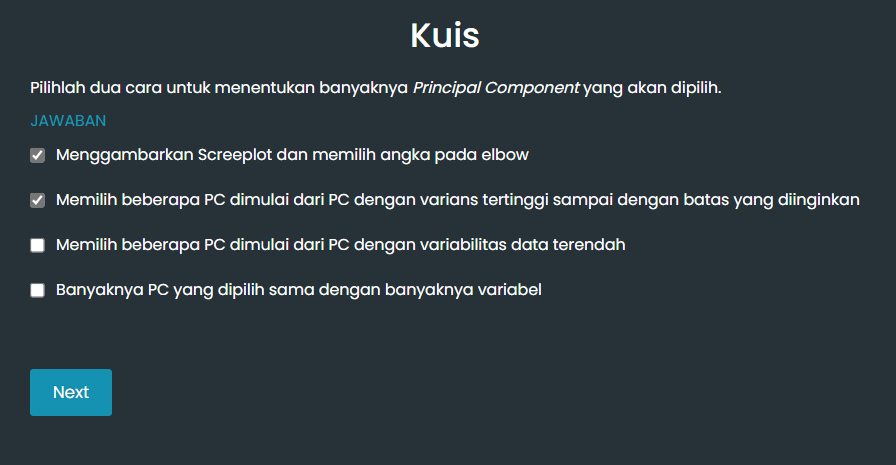 Kuis
Pilihlah dua cara untuk menentukan banyaknya Principal Component yang akan dipilih.
JAWABAN
Menggambarkan Screeplot dan memilih angka pada elbow
Memilih beberapa PC dimulai dari PC dengan varians tertinggi sampai dengan batas yang diinginkan
Memilih beberapa PC dimulai dari PC dengan variabilitas data terendah
Banyaknya PC yang dipilih sama dengan banyaknya variabel
Next